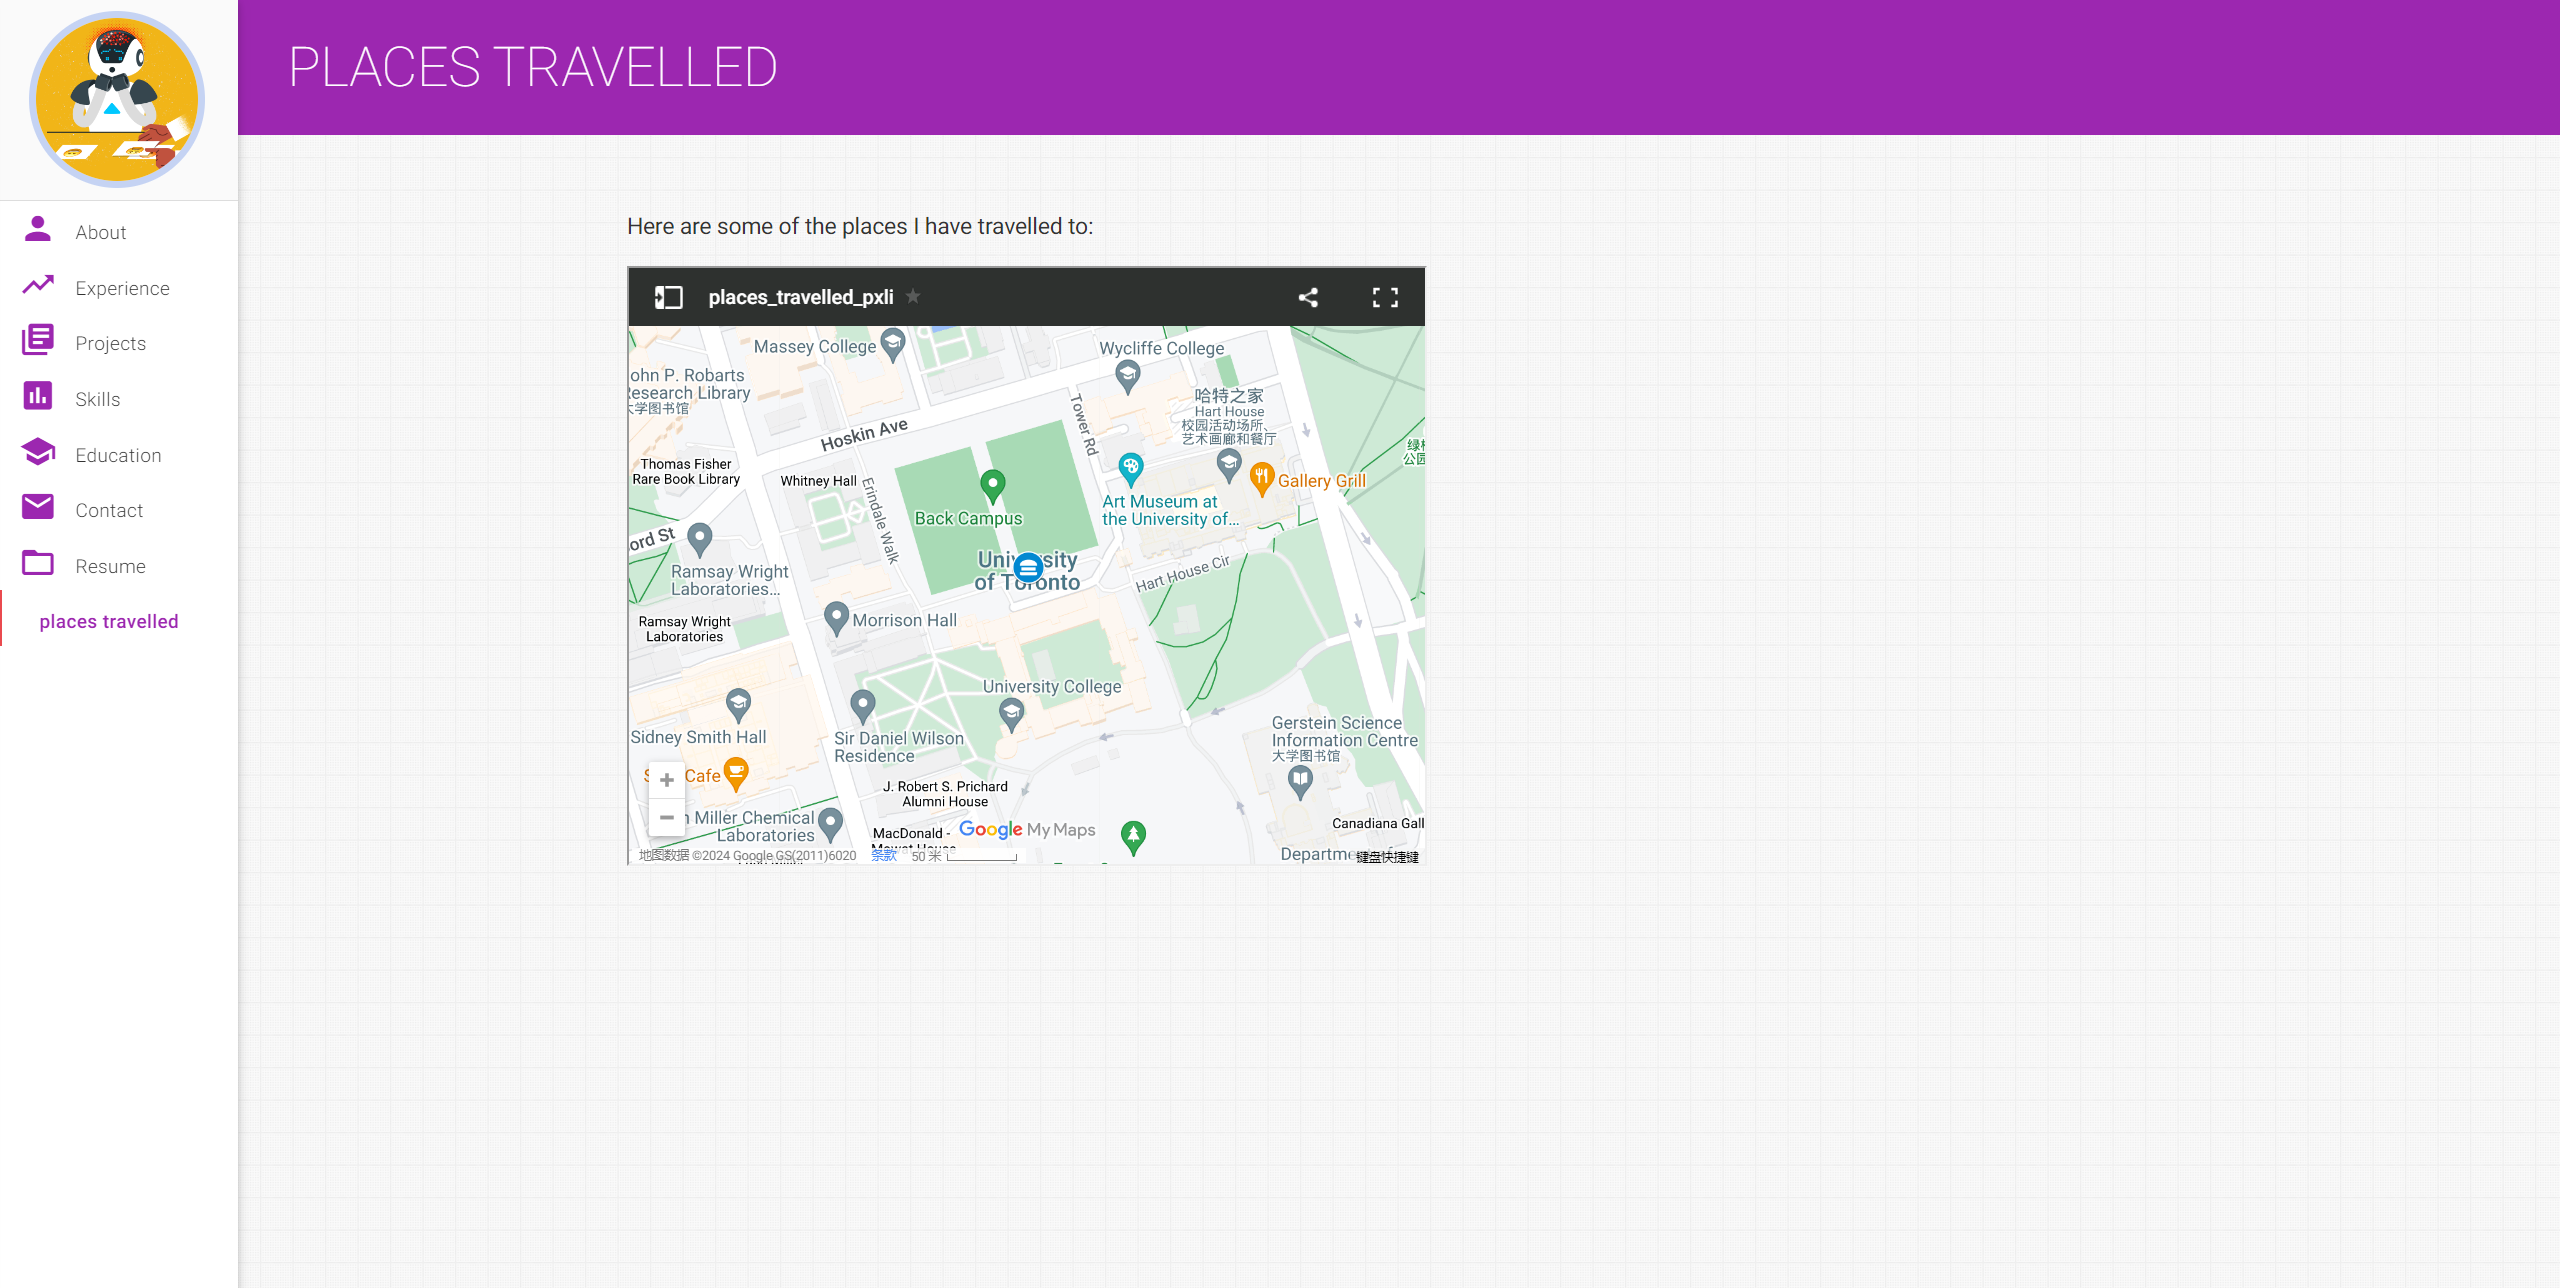 PLACES TRAVELLED
About
Experience
Projects
Skills
Education
Contact
Resume
places travelled
Here are some of the places I have travelled to:
places_travelled_pxli
Massey College
Wycliffe College
ohn P. Robarts
Research Library
大学图书馆
哈特之家
Hart House
校园活动场所、
艺术画廊和餐厅
Tower Rd
Hoskin Ave
Thomas Fisher
Rare Book Library
Whitney Hall
Erindale Walk
Back Campus
Art Museum at
the University of...
Gallery Grill
ord St
University
of Toronto
Hart House Cir
Ramsay Wright
Laboratories...
Morrison Hall
Ramsay Wright
Laboratories
University College
Sidney Smith Hall
Sir Daniel Wilson
Residence
Gerstein Science
Information Centre
大学图书馆
Cafe
J. Robert S. Prichard
Alumni House
Miller Chemical
Laboratories
MacDonald -
Mowat House
Google My Maps
Canadiana Gall
Departme
地图数据 ©2024 Google GS(2011)6020
条款
50 米
键盘快捷键